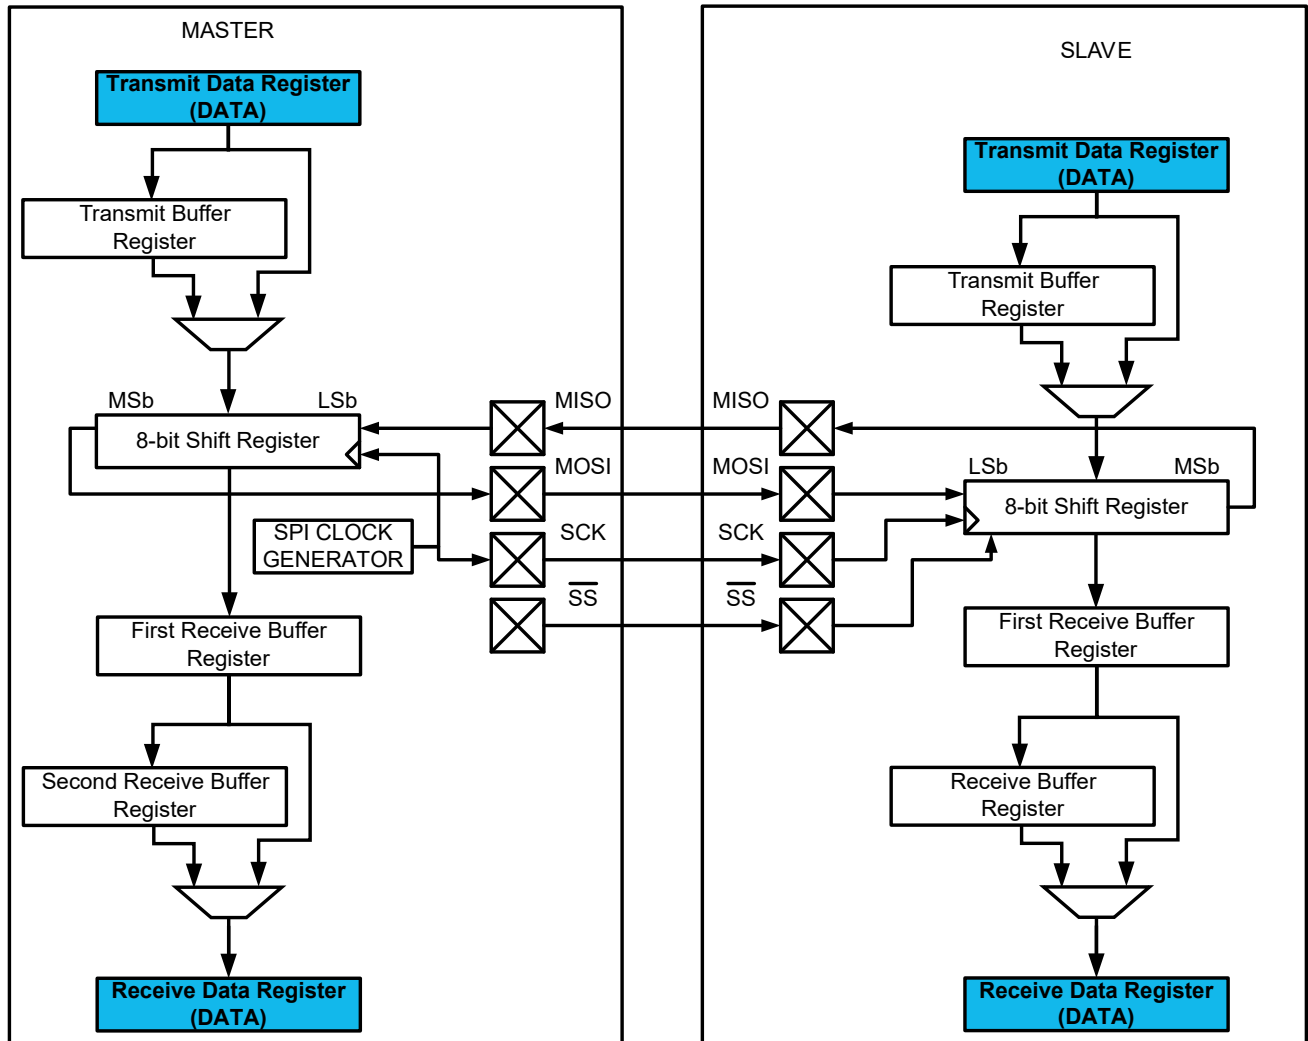 MASTER
Transmit Data Register
(DATA)
Transmit Buffer
Register
MSb
LSb
8-bit Shift Register
SPI CLOCK
GENERATOR
MISO
MOSI
SCK
SS
First Receive Buffer
Register
Second Receive Buffer
Register
Receive Data Register
(DATA)
SLAVE
Transmit Data Register
(DATA)
Transmit Buffer
Register
MISO
MOSI
SCK
SS
LSb
MSb
8-bit Shift Register
First Receive Buffer
Register
Receive Buffer
Register
Receive Data Register
(DATA)